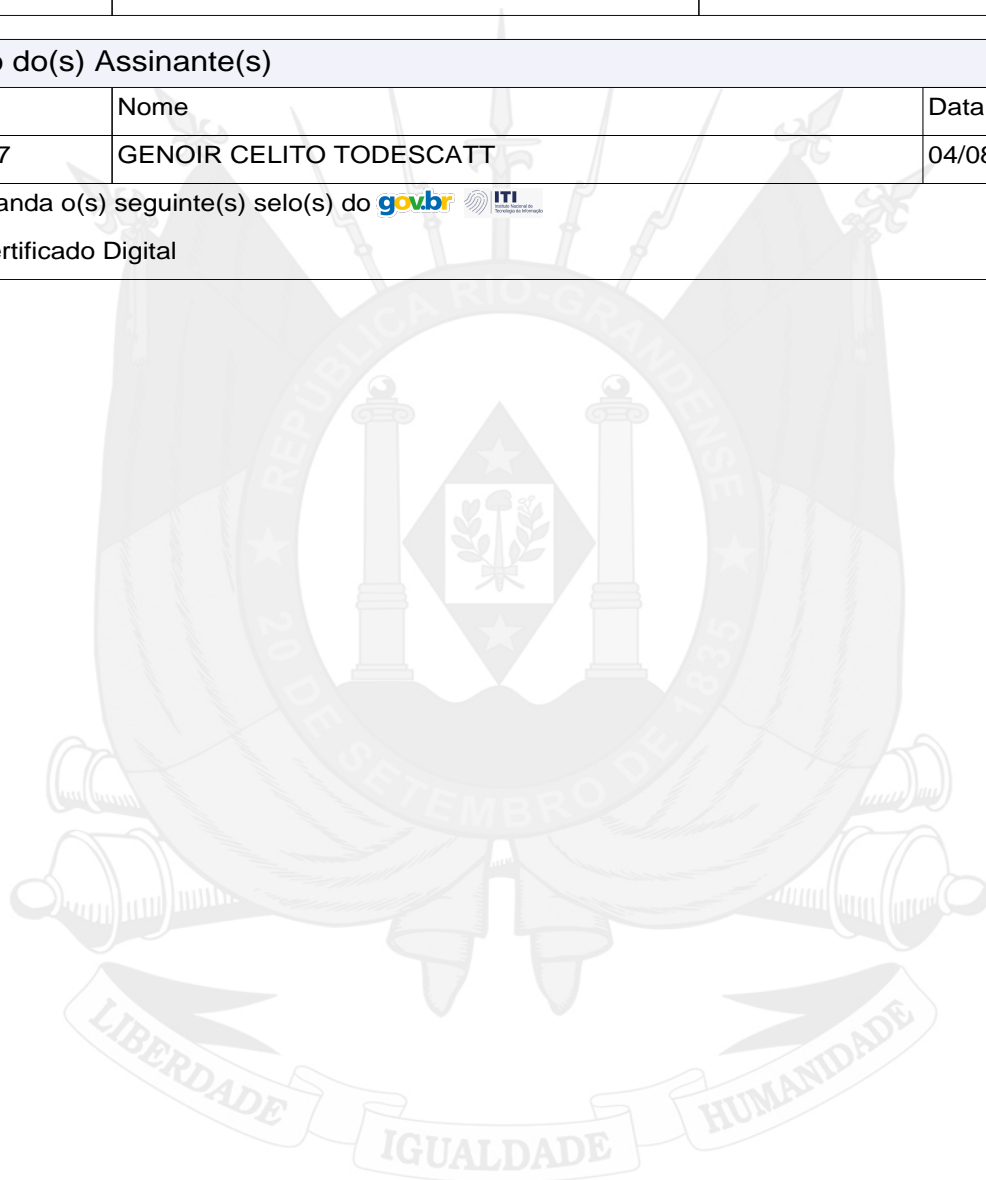 o do(s) Assinante(s)
Nome
Data
7
GENOIR CELITO TODESCATT
04/08
anda o(s) seguinte(s) selo(s) do gov.br ITI
ertificado Digital
REPÚBLICA RIO-GRANDENSE
20 DE SETEMBRO DE 1835
LIBERDADE
IGUALDADE
HUMANIDADE